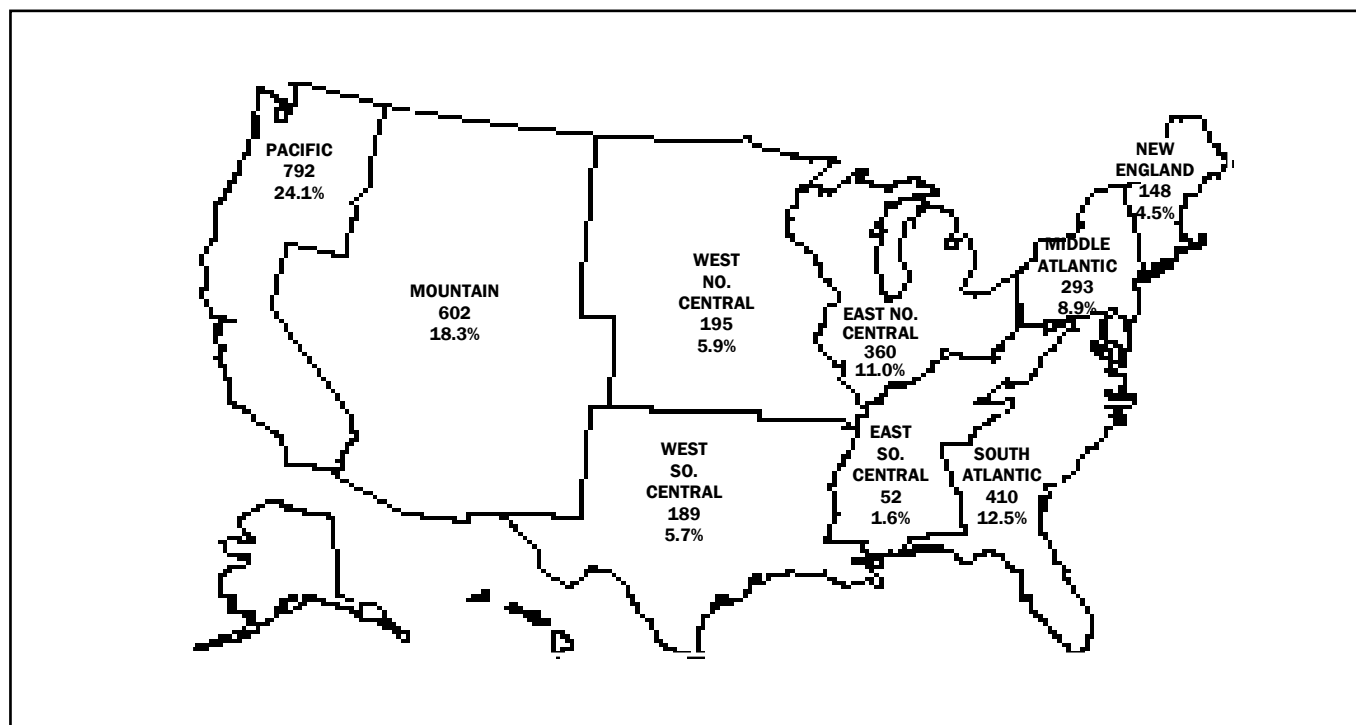 PACIFIC
792
24.1%
MOUNTAIN
602
18.3%
WEST
NO.
CENTRAL
195
5.9%
WEST
SO.
CENTRAL
189
5.7%
EAST NO.
CENTRAL
360
11.0%
EAST
SO.
CENTRAL
52
1.6%
SOUTH
ATLANTIC
410
12.5%
MIDDLE
ATLANTIC
293
8.9%
NEW
ENGLAND
148
4.5%